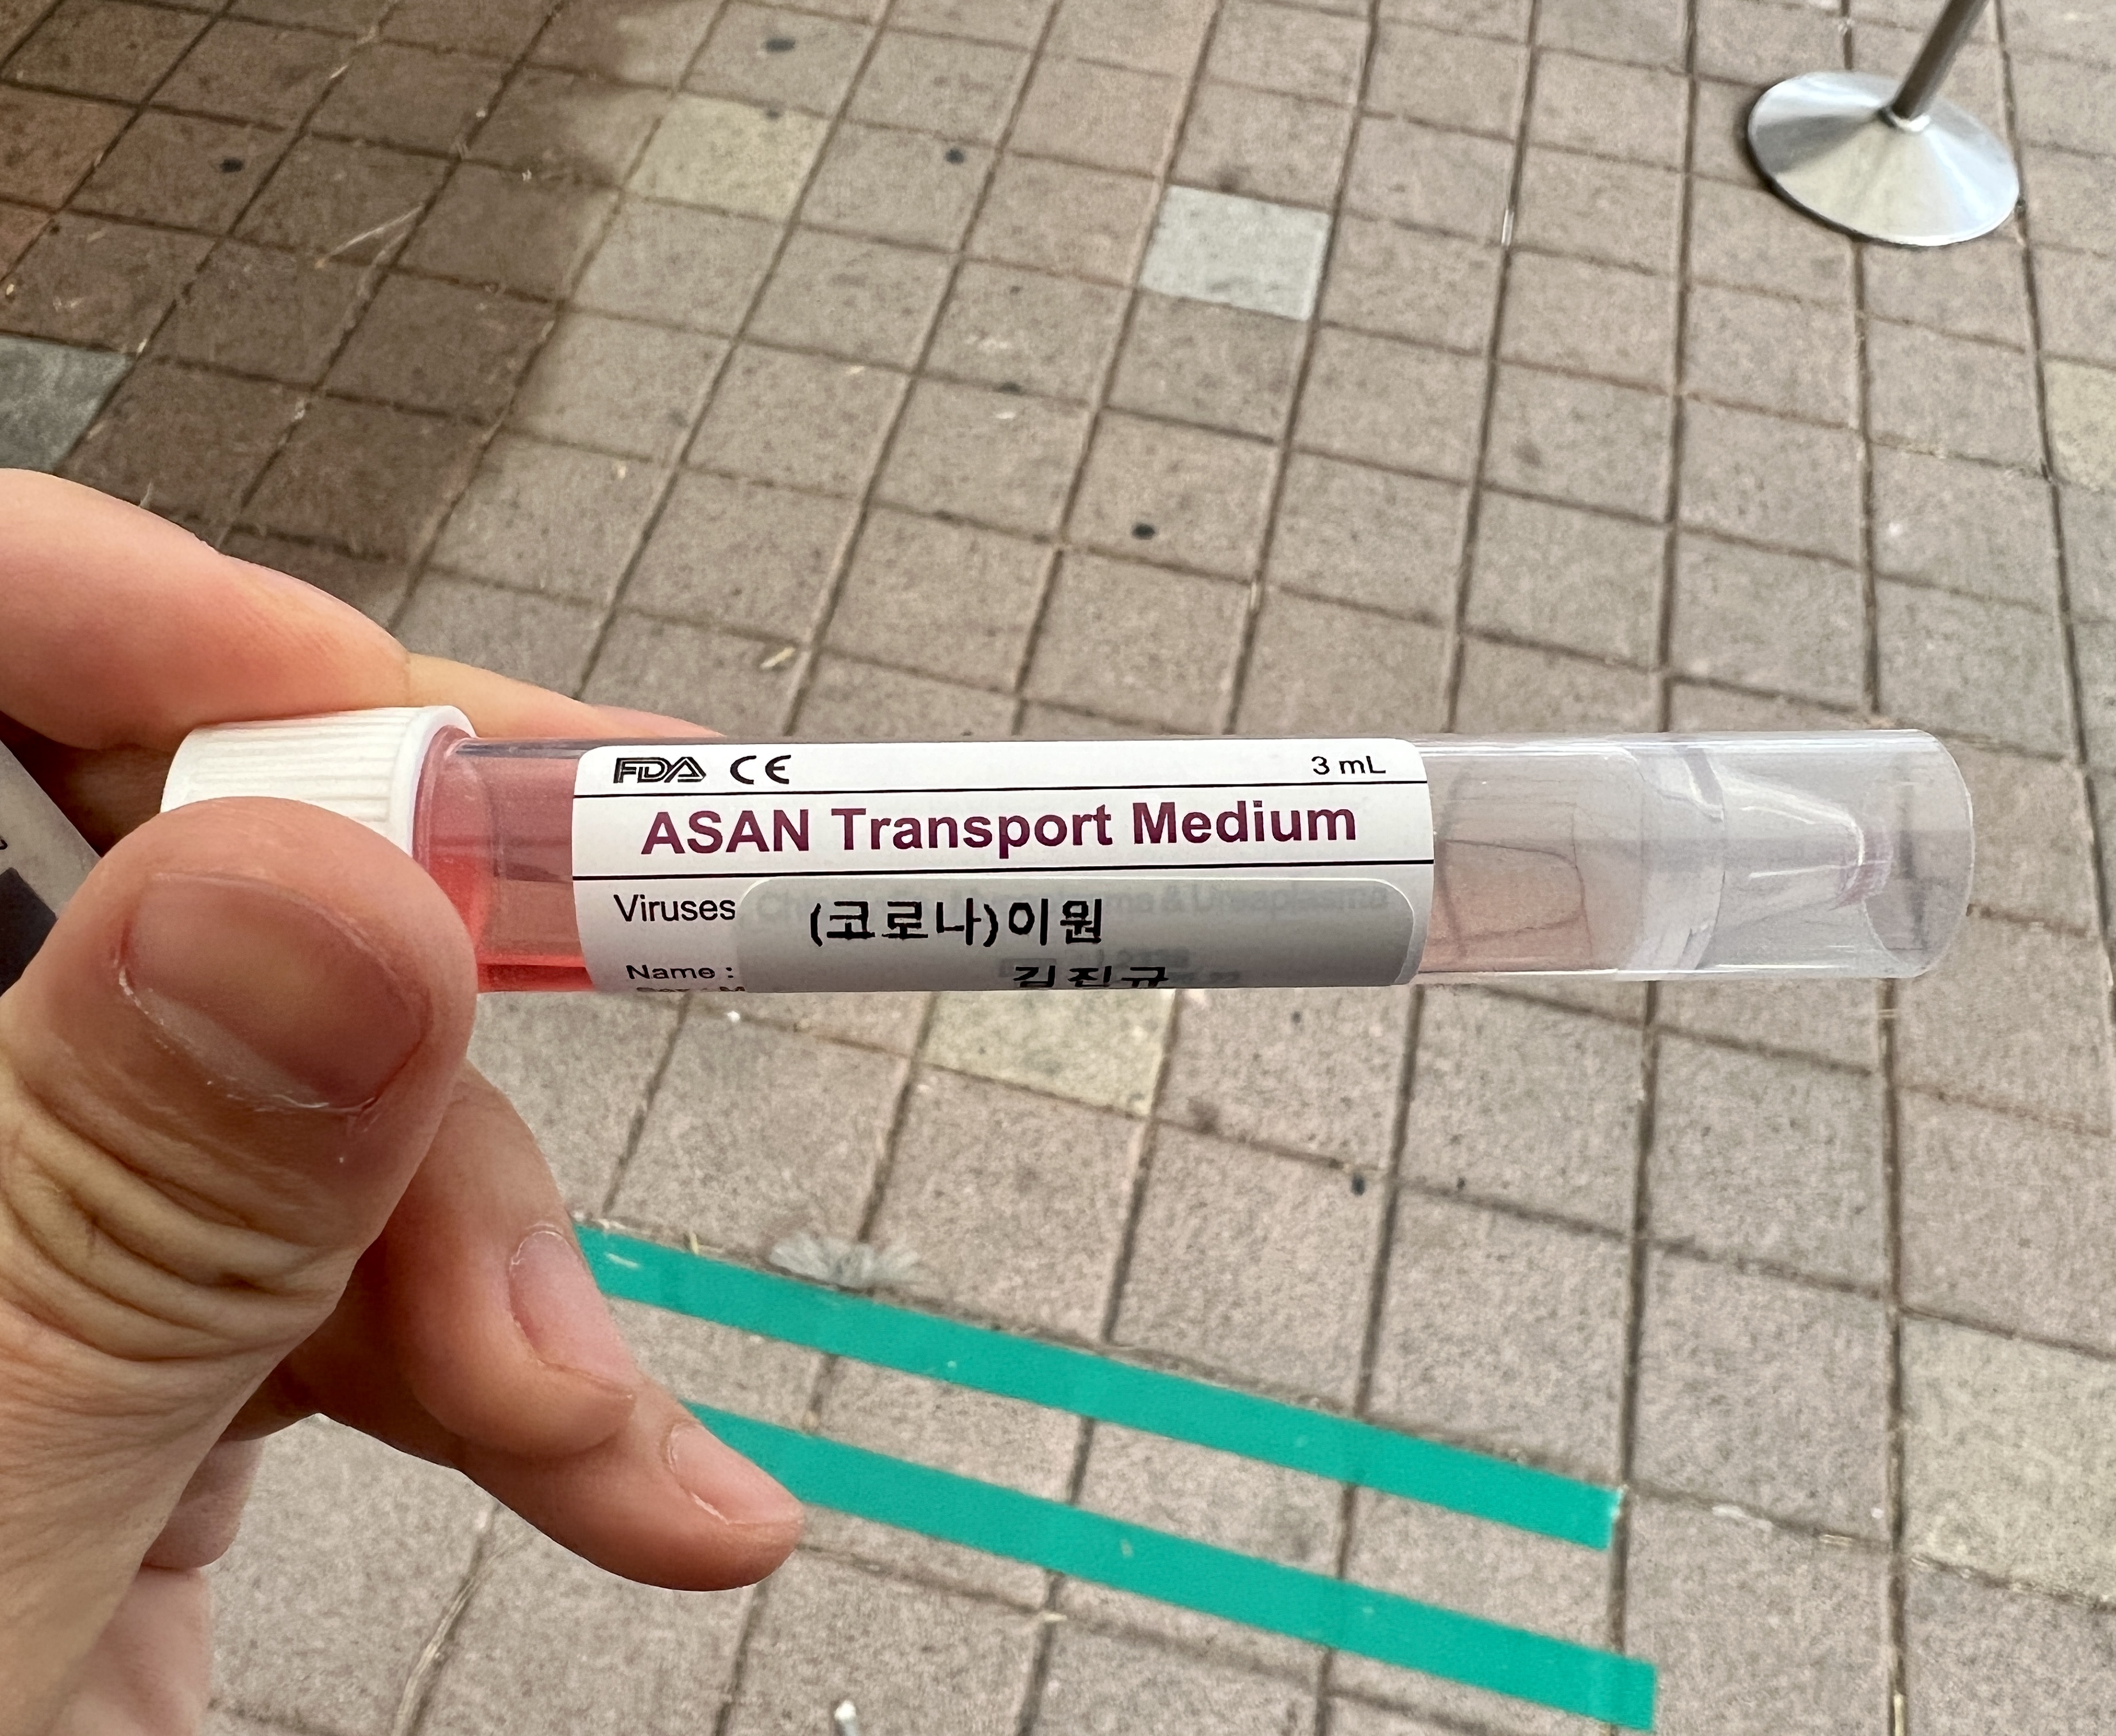 FDA CE 3 mL
ASAN Transport Medium
Viruses
(코로나)이원
Name :
김진규